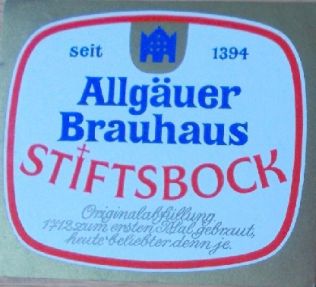 seit 1394
Allgäuer
Brauhaus
STIFTSBOCK
Originalabfüllung
1712 zum ersten Mal gebraut,
heute beliebter denn je.